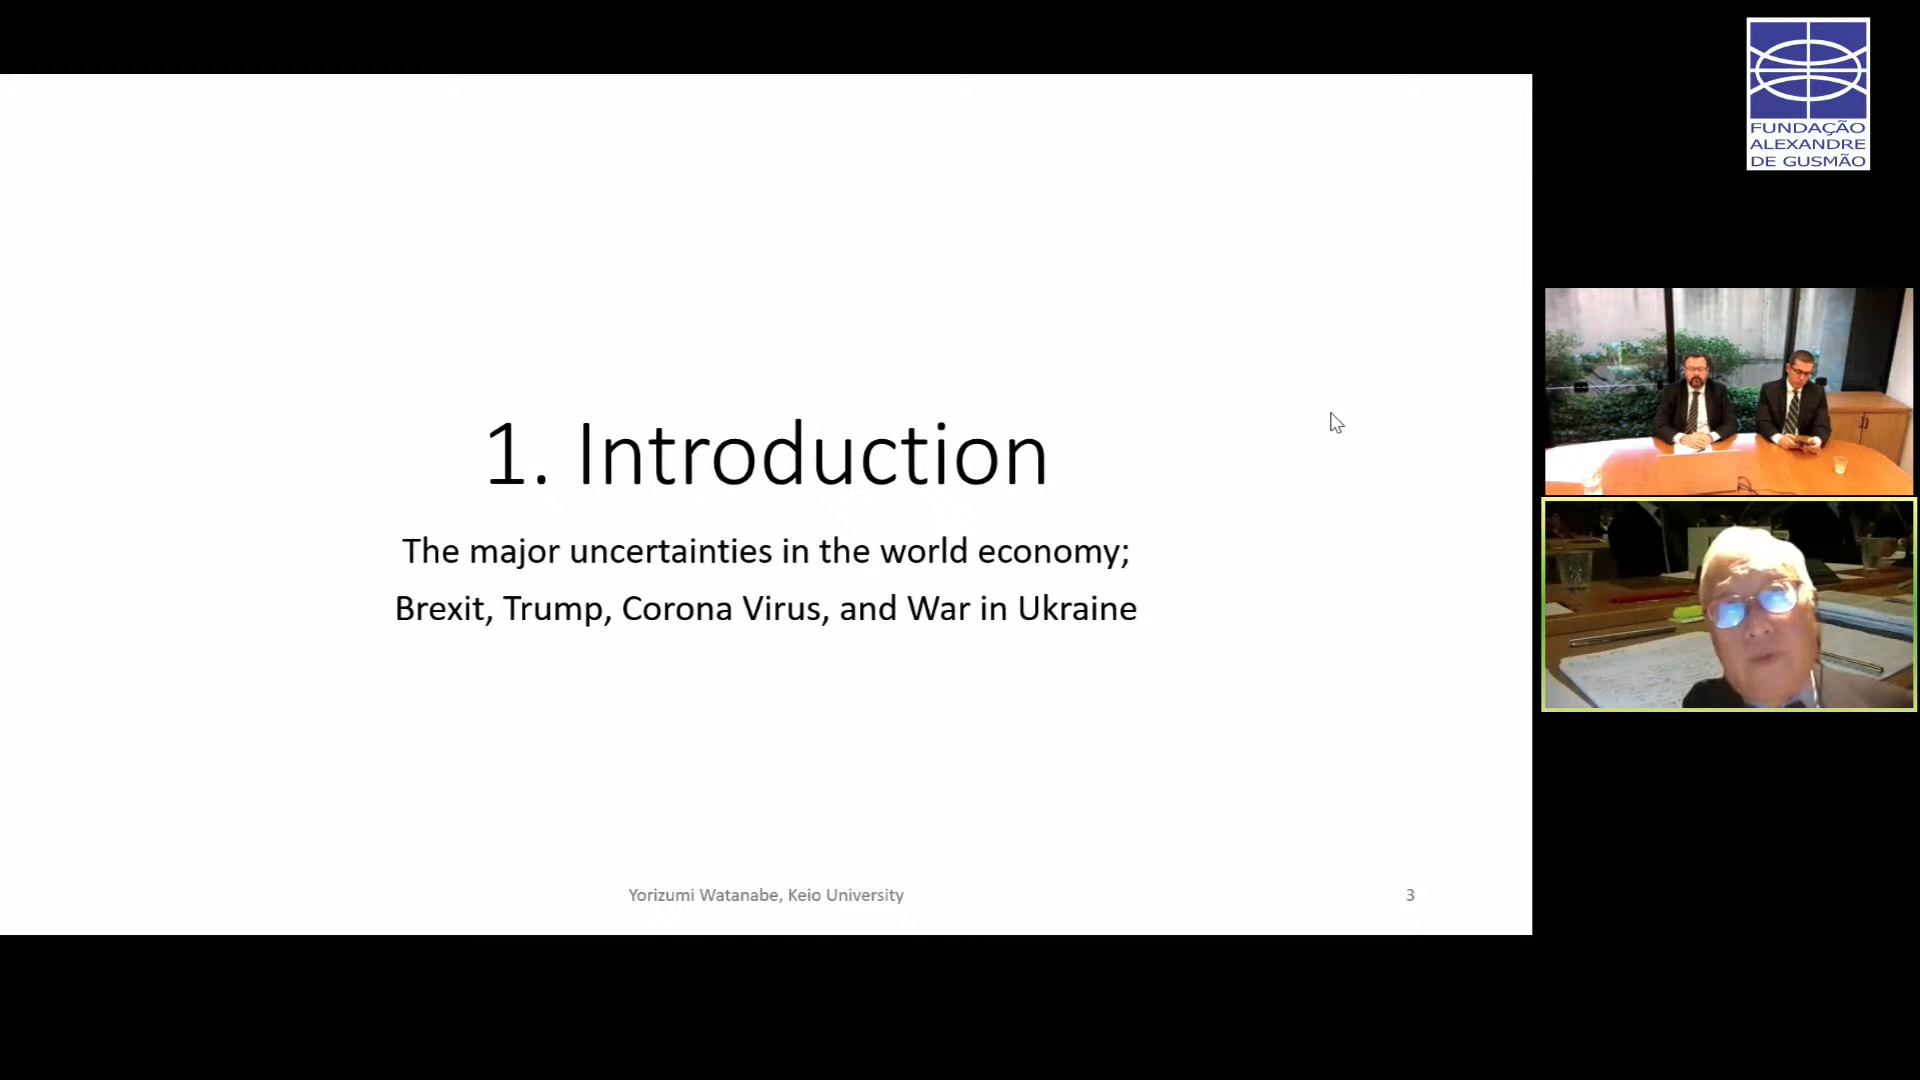 FUNDAÇÃO
ALEXANDRE
DE GUSMÃO
1. Introduction
The major uncertainties in the world economy;
Brexit, Trump, Corona Virus, and War in Ukraine
Yorizumi Watanabe, Keio University
3